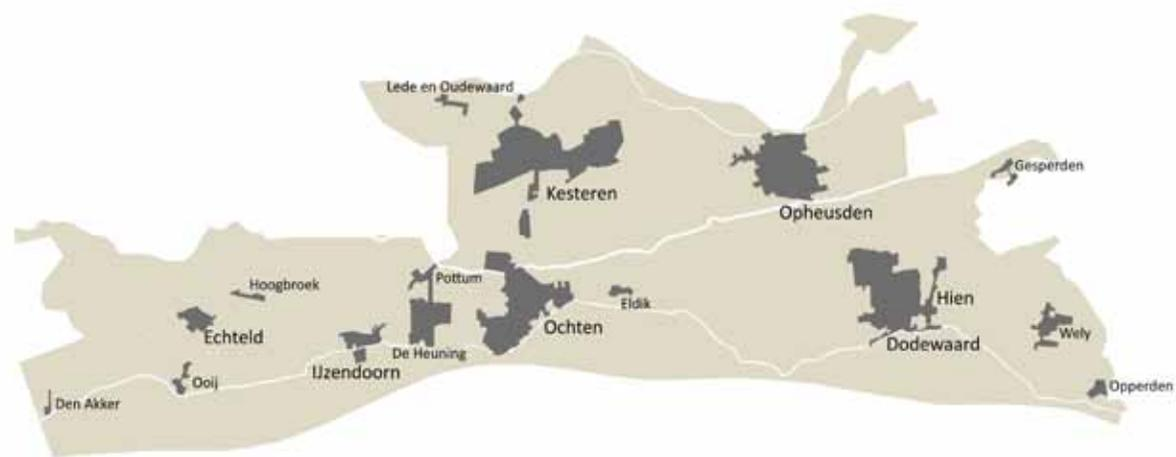 Lede en Oudewaard
Gesperden
Kesteren
Opheusden
Pottum
Hoogbroek
Eldik
Hien
Echteld
Ochten
Wely
Dodewaard
De Heuning
IJzendoorn
Ooij
Opperden
Den Akker